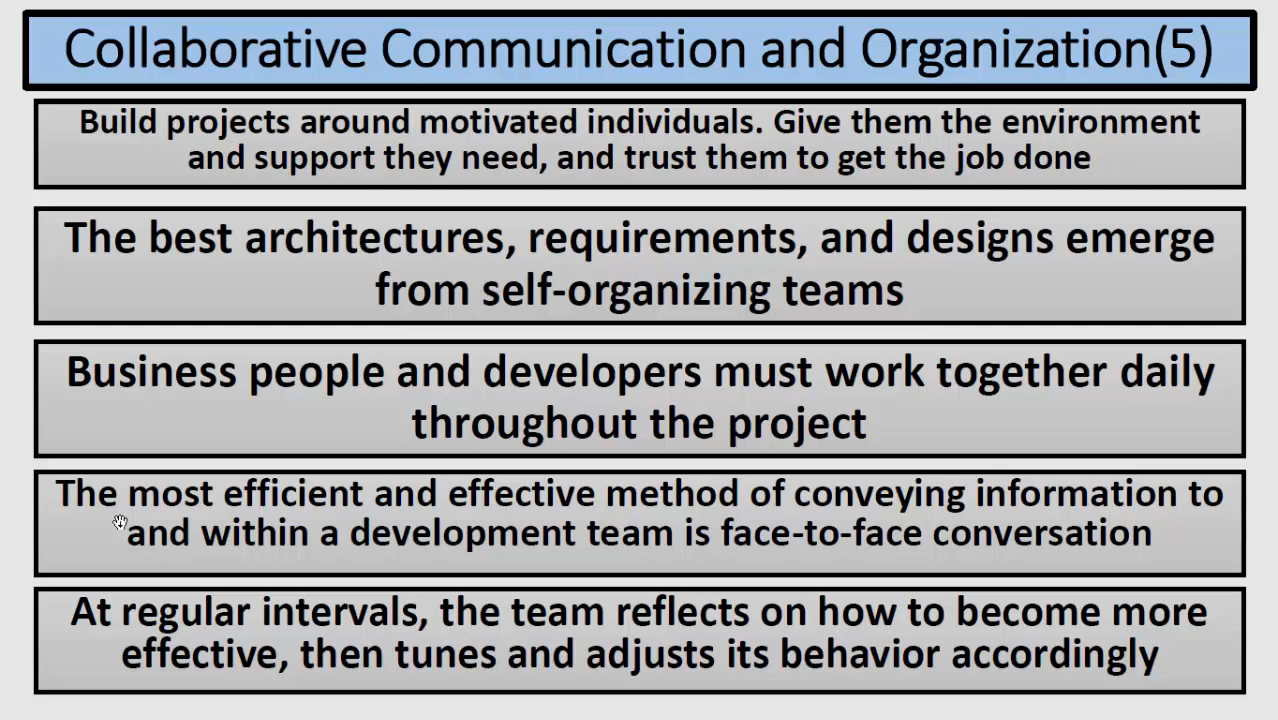 Collaborative Communication and Organization(5)
Build projects around motivated individuals. Give them the environment
and support they need, and trust them to get the job done
The best architectures, requirements, and designs emerge
from self-organizing teams
Business people and developers must work together daily
throughout the project
The most efficient and effective method of conveying information to
and within a development team is face-to-face conversation
At regular intervals, the team reflects on how to become more
effective, then tunes and adjusts its behavior accordingly